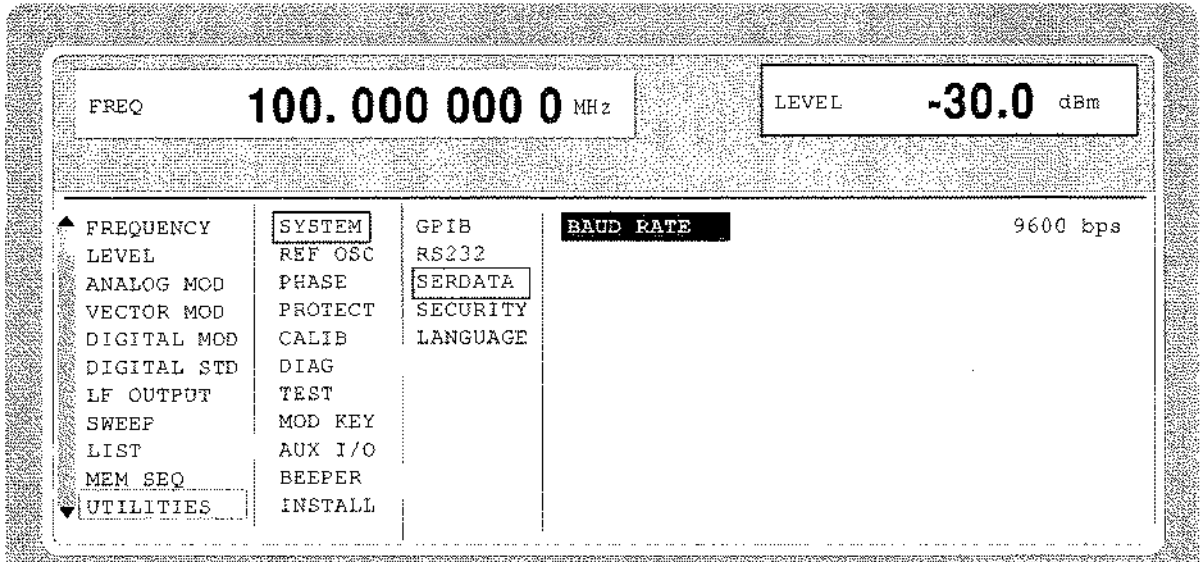 FREQ 100. 000 000 0 MHz
LEVEL -30.0 dBm
FREQUENCY
LEVEL
ANALOG MOD
VECTOR MOD
DIGITAL MOD
DIGITAL STD
LF OUTPUT
SWEEP
LIST
MEM SEQ
UTILITIES
SYSTEM
REF OSC
PHASE
PROTECT
CALIB
DIAG
TEST
MOD KEY
AUX I/O
BEEPER
INSTALL
GPIB
RS232
SERDATA
SECURITY
LANGUAGE
BAUD RATE 9600 bps